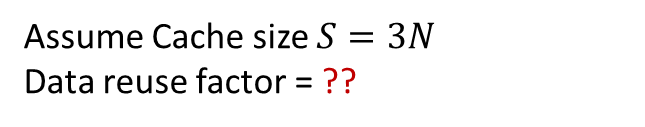 Assume Cache size S = 3N
Data reuse factor = ??